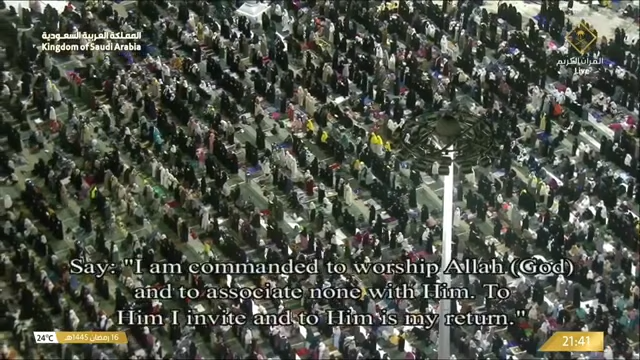 المملكة العربية السعودية
Kingdom of Saudi Arabia
القرآن الكريم
Live
Say: "I am commanded to worship Allah (God)
and to associate none with Him. To
Him I invite and to Him is my return."
24°C
16 رمضان 1445هـ
21:41